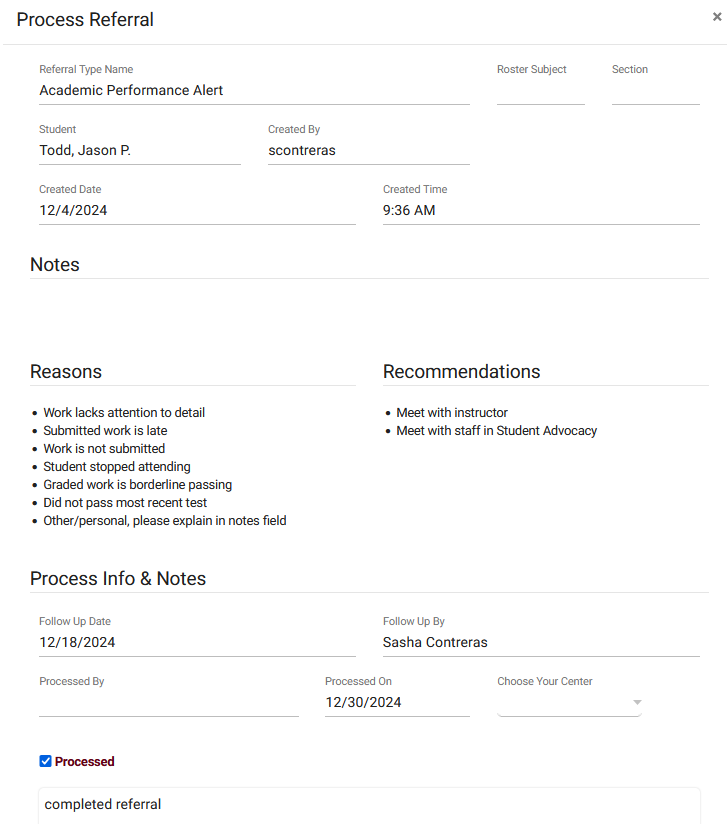 Process Referral ×
Referral Type Name Roster Subject Section
Academic Performance Alert
Student Created By
Todd, Jason P. scontreras
Created Date Created Time
12/4/2024 9:36 AM
Notes
Reasons
• Work lacks attention to detail
• Submitted work is late
• Work is not submitted
• Student stopped attending
• Graded work is borderline passing
• Did not pass most recent test
• Other/personal, please explain in notes field
Recommendations
• Meet with instructor
• Meet with staff in Student Advocacy
Process Info & Notes
Follow Up Date Follow Up By
12/18/2024 Sasha Contreras
Processed By Processed On Choose Your Center
12/30/2024
Processed
completed referral